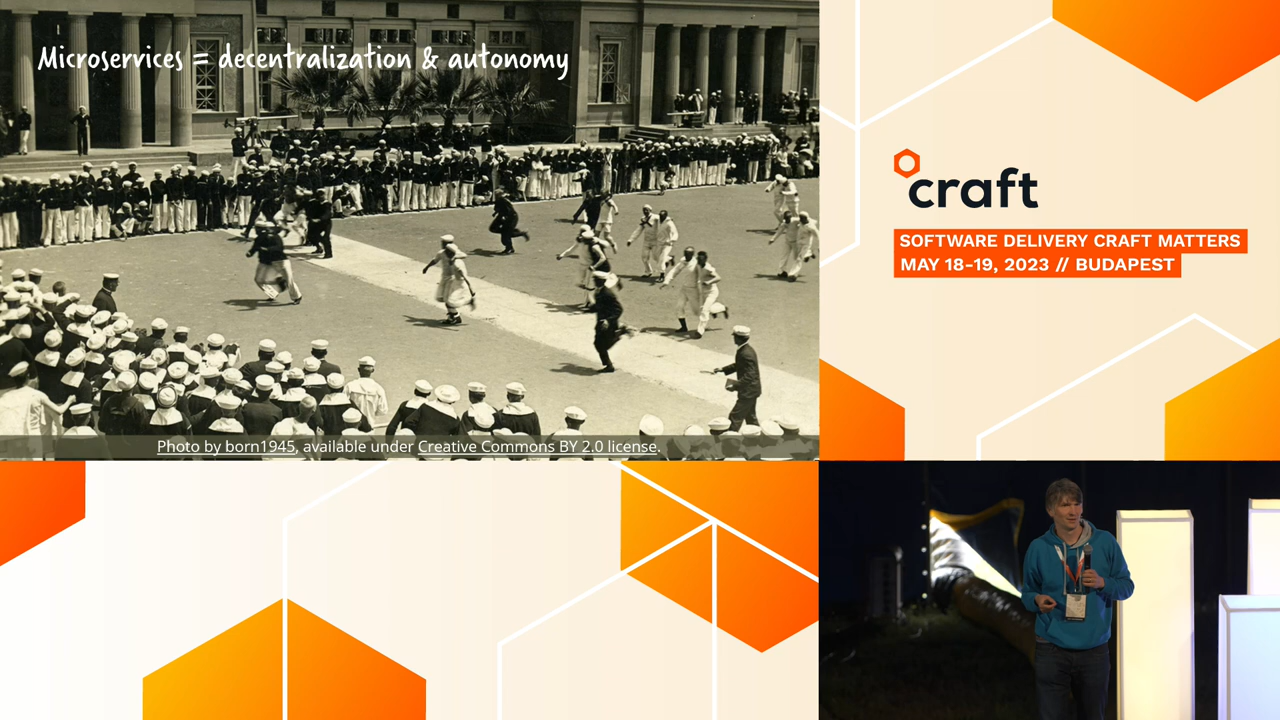 Microservices = decentralization & autonomy
Photo by born1945, available under Creative Commons BY 2.0 license.
craft
SOFTWARE DELIVERY CRAFT MATTERS
MAY 18-19, 2023 // BUDAPEST